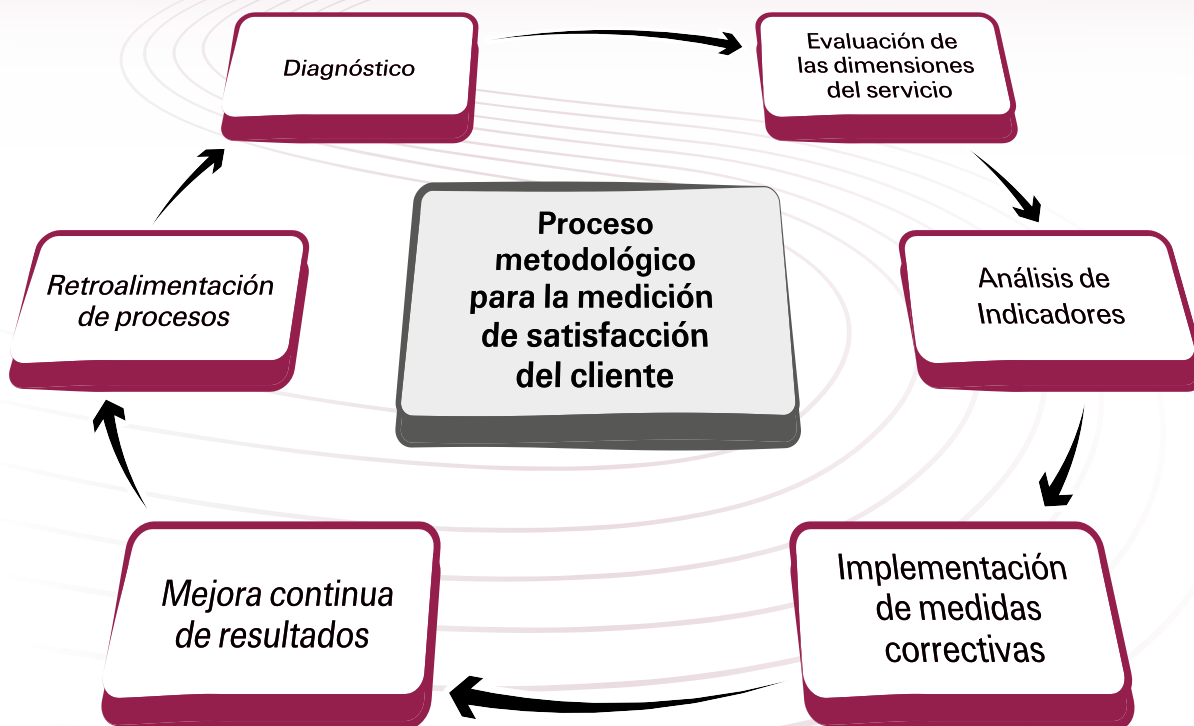 Diagnóstico
Evaluación de
las dimensiones
del servicio
Análisis de
Indicadores
Implementación
de medidas
correctivas
Mejora continua
de resultados
Retroalimentación
de procesos
Proceso
metodológico
para la medición
de satisfacción
del cliente